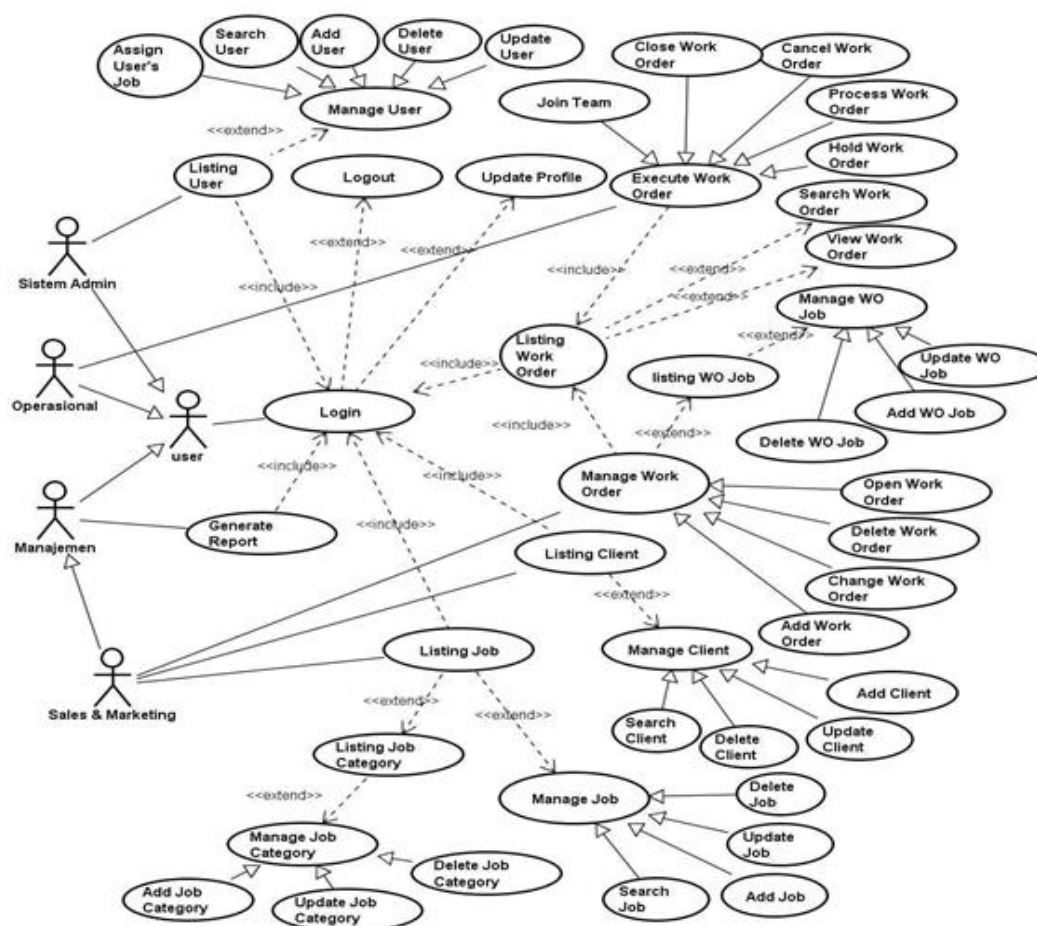 Assign
User's
Job
Search
User
Add
User
Delete
User
Update
User
Close Work
Order
Cancel Work
Order
Manage User
Join Team
Process Work
Order
<<extend>>
Hold Work
Order
Listing
User
Logout
Update Profile
Execute Work
Order
Search Work
Order
View Work
Order
Sistem Admin
<<extend>>
<<extend>>
<<include>>
<<include>>
<<extend>>
<<extend>>
Manage WO
Job
Listing
Work
Order
<<extend>>
Update WO
Job
<<include>>
listing WO Job
Operasional
Login
Add WO Job
user
<<include>>
<<extend>>
Delete WO Job
<<include>>
<<include>>
Manage Work
Order
Open Work
Order
<<include>>
Manajemen
Generate
Report
Delete Work
Order
Listing Client
Change Work
Order
<<extend>>
Add Work
Order
Listing Job
Manage Client
Add Client
Sales & Marketing
<<extend>>
<<extend>>
Search
Client
Delete
Client
Update
Client
Listing Job
Category
<<extend>>
Manage Job
Delete
Job
Manage Job
Category
Update
Job
Delete Job
Category
Add Job
Category
Update Job
Category
Search
Job
Add Job